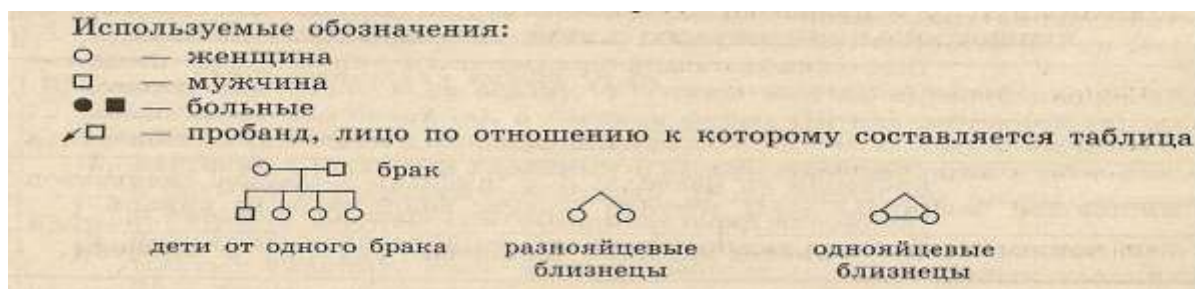 Используемые обозначения:
— женщина
— мужчина
— больные
— пробанд, лицо по отношению к которому составляется таблица
брак
дети от одного брака
разнояйцевые
близнецы
однояйцевые
близнецы